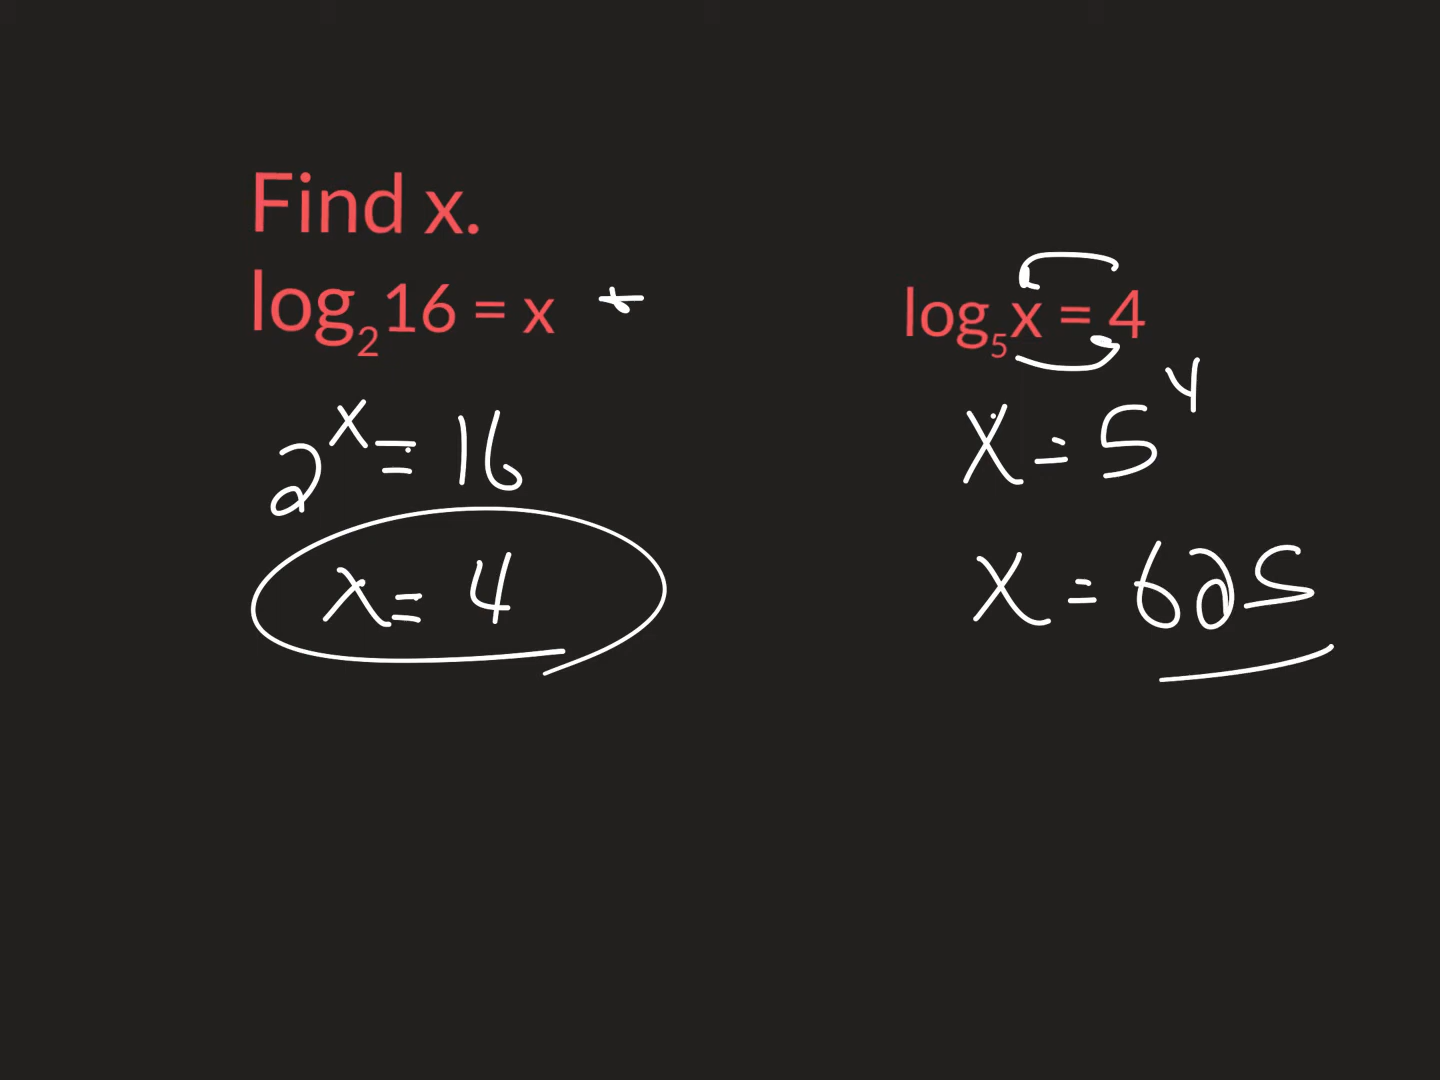 Find x.
log₂16 = x
2ˣ = 16
x = 4
log₅x = 4
x = 5⁴
x = 625